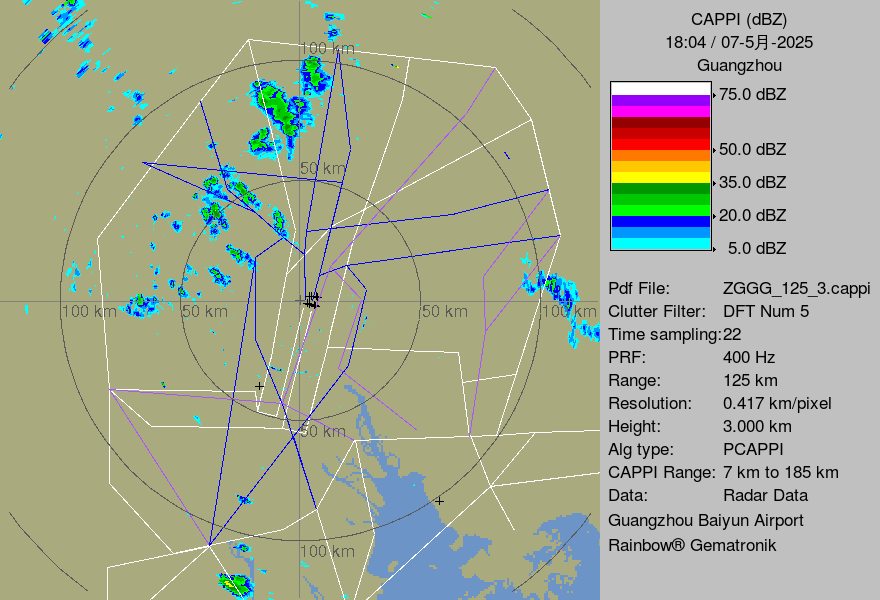 100 km
50 km
100 km
50 km
50 km
100 km
50 km
100 km
CAPPI (dBZ)
18:04 / 07-5月-2025
Guangzhou
75.0 dBZ
50.0 dBZ
35.0 dBZ
20.0 dBZ
5.0 dBZ
Pdf File: ZGGG_125_3.cappi
Clutter Filter: DFT Num 5
Time sampling:22
PRF: 400 Hz
Range: 125 km
Resolution: 0.417 km/pixel
Height: 3.000 km
Alg type: PCAPPI
CAPPI Range: 7 km to 185 km
Data: Radar Data
Guangzhou Baiyun Airport
Rainbow® Gematronik